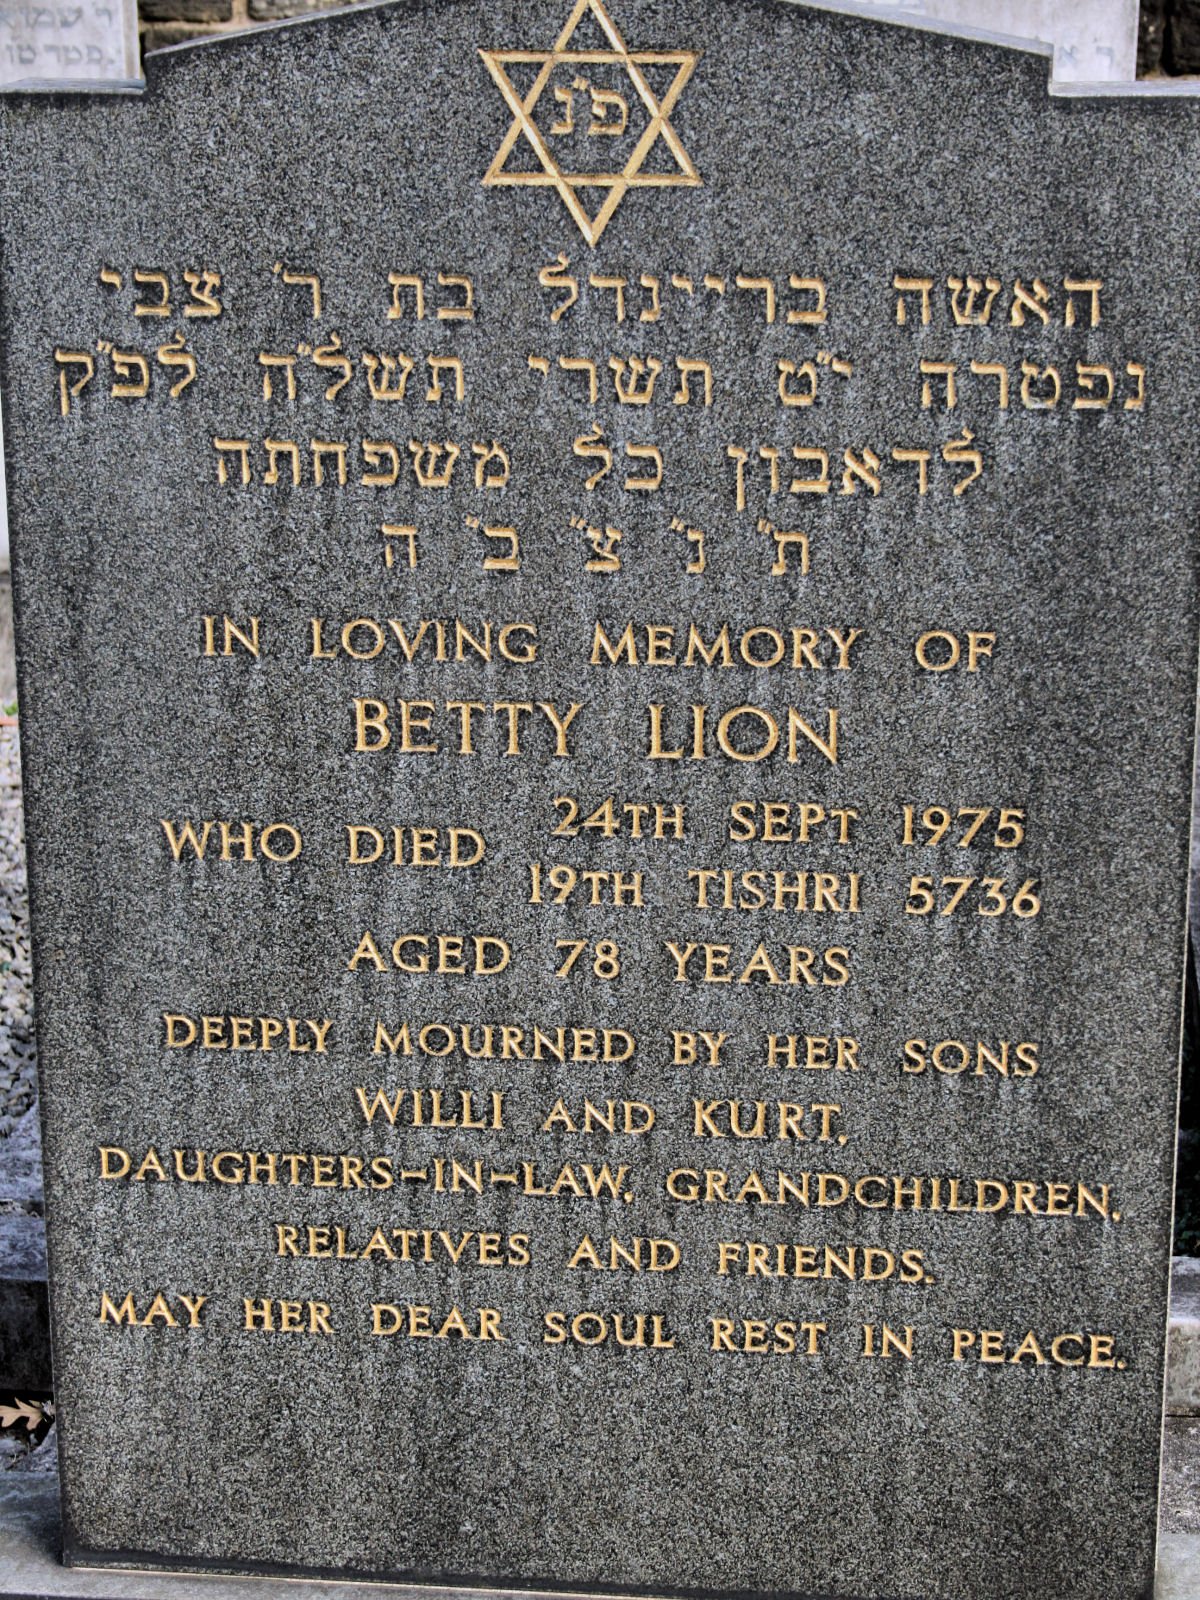 פ"נ
האשה בריינדל בת ר' צבי
נפטרה י"ט תשרי תשל"ה לפ"ק
לדאבון כל משפחתה
ת" נ" צ" ב' ה
IN LOVING MEMORY OF
BETTY LION
WHO DIED 24TH SEPT 1975
19TH TISHRI 5736
AGED 78 YEARS
DEEPLY MOURNED BY HER SONS
WILLI AND KURT,
DAUGHTERS-IN-LAW, GRANDCHILDREN,
RELATIVES AND FRIENDS.
MAY HER DEAR SOUL REST IN PEACE.